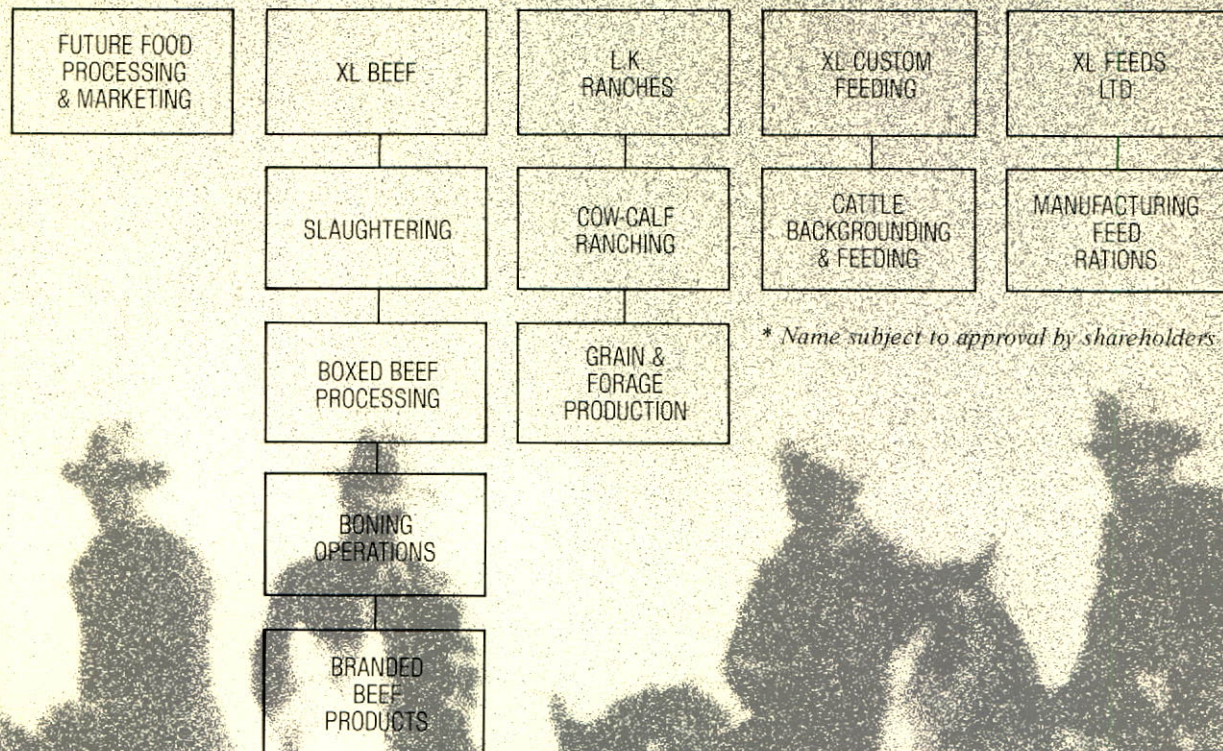 FUTURE FOOD
PROCESSING
& MARKETING
XL BEEF
L.K.
RANCHES
XL CUSTOM
FEEDING
XL FEEDS
LTD.
SLAUGHTERING
COW-CALF
RANCHING
CATTLE
BACKGROUNDING
& FEEDING
MANUFACTURING
FEED
RATIONS
* Name subject to approval by shareholders
BOXED BEEF
PROCESSING
GRAIN &
FORAGE
PRODUCTION
BONING
OPERATIONS
BRANDED
BEEF
PRODUCTS